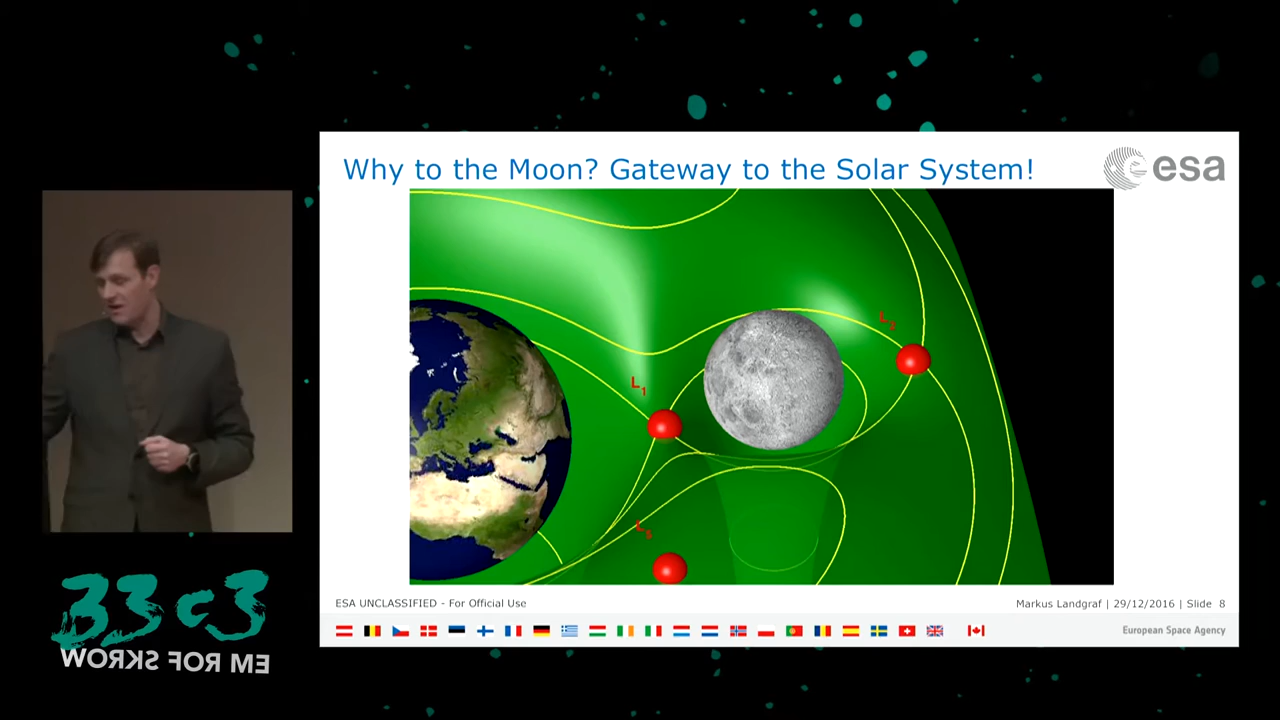 Why to the Moon? Gateway to the Solar System!
esa
L₁
L₂
L₅
ESA UNCLASSIFIED - For Official Use
Markus Landgraf | 29/12/2016 | Slide 8
European Space Agency
33c3
WORKS FOR ME